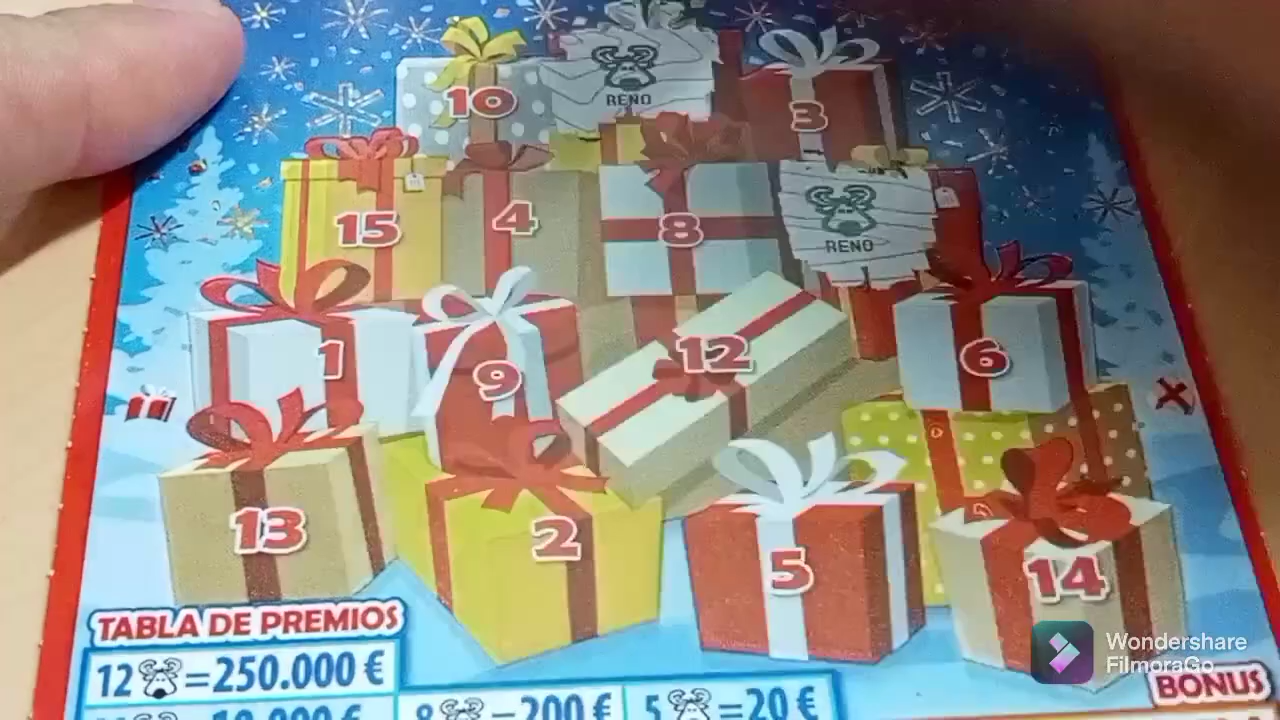 10
RENO
3
15
4
8
RENO
1
9
12
6
13
2
5
14
TABLA DE PREMIOS
12 =250.000 €
8 =200 €
5 =20 €
BONUS
Wondershare
FilmoraGo